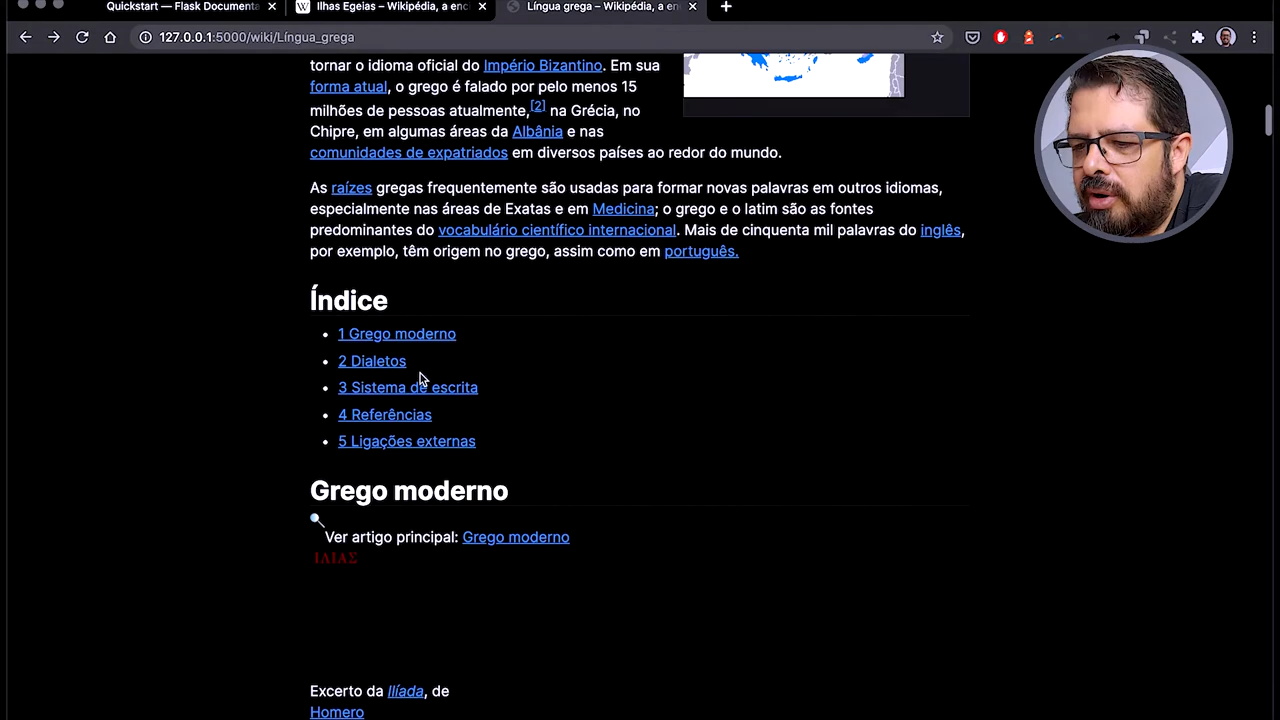 Quickstart — Flask Documenta
Ilhas Egeias – Wikipédia, a enci
Língua grega – Wikipédia, a enc
127.0.0.1:5000/wiki/Língua_grega
tornar o idioma oficial do Império Bizantino. Em sua
forma atual, o grego é falado por pelo menos 15
milhões de pessoas atualmente,[2] na Grécia, no
Chipre, em algumas áreas da Albânia e nas
comunidades de expatriados em diversos países ao redor do mundo.
As raízes gregas frequentemente são usadas para formar novas palavras em outros idiomas,
especialmente nas áreas de Exatas e em Medicina; o grego e o latim são as fontes
predominantes do vocabulário científico internacional. Mais de cinquenta mil palavras do inglês,
por exemplo, têm origem no grego, assim como em português.
Índice
1 Grego moderno
2 Dialetos
3 Sistema de escrita
4 Referências
5 Ligações externas
Grego moderno
Ver artigo principal: Grego moderno
ΙΛΙΑΣ
Excerto da Ilíada, de
Homero